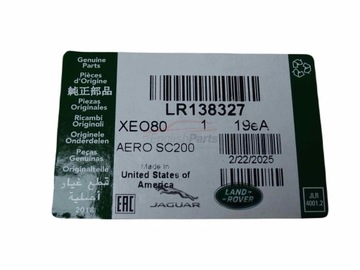 Genuine
Parts
Pièces
d'Origine
純正部品
Piezas
Originales
Ricambi
Originali
Originele
Onderdelen
Peças
Genuínas
Originalteile
قطع غيار
أصلية
LR138327
XEO80 1 19eA
AERO SC200
2/22/2025
Made in
United States of
America
EAC
JAGUAR
LAND-
ROVER
JLR
4001.2